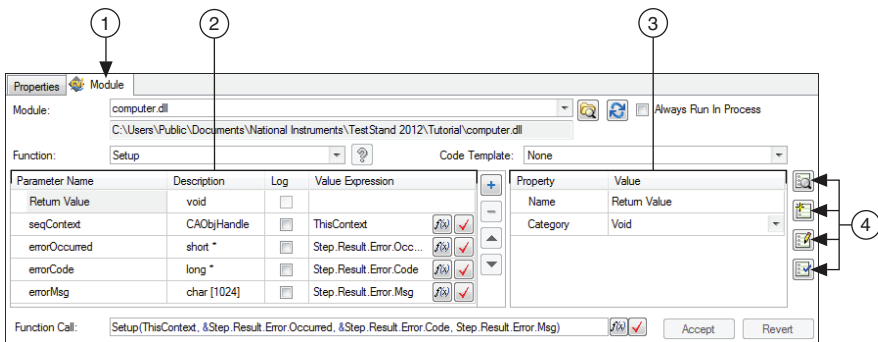 1 2 3
Properties Module
Module: computer.dll Always Run In Process
C:\Users\Public\Documents\National Instruments\TestStand 2012\Tutorial\computer.dll
Function: Setup Code Template: None
Parameter Name Description Log Value Expression Property Value
Return Value void Name Return Value
seqContext CAObjHandle ThisContext f(x) Category Void
errorOccurred short * Step.Result.Error.Occ... f(x) 4
errorCode long * Step.Result.Error.Code f(x)
errorMsg char [1024] Step.Result.Error.Msg f(x)
Function Call: Setup(ThisContext, &Step.Result.Error.Occurred, &Step.Result.Error.Code, Step.Result.Error.Msg) f(x) Accept Revert